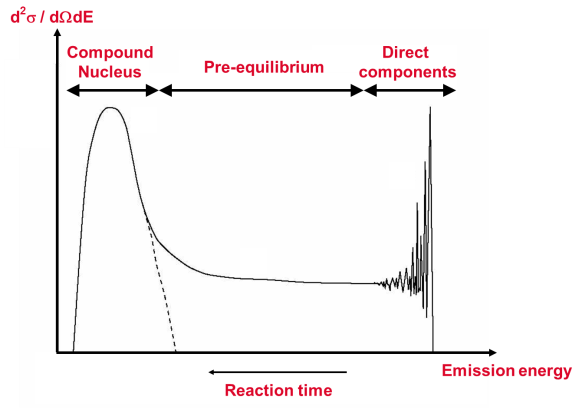 d²σ / dΩdE
Compound
Nucleus
Pre-equilibrium
Direct
components
Emission energy
Reaction time